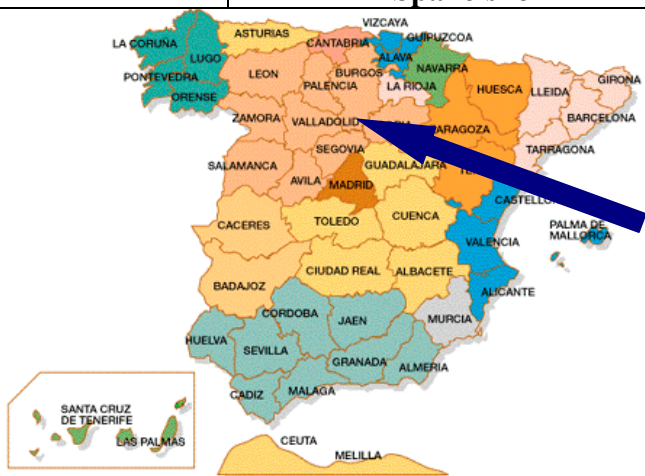 VIZCAYA
ASTURIAS
GUIPUZCOA
LA CORUÑA
CANTABRIA
LUGO
ALAVA
NAVARRA
PONTEVEDRA
LEON
BURGOS
PALENCIA
LA RIOJA
HUESCA
LLEIDA
GIRONA
ORENSE
ZAMORA
VALLADOLID
BARCELONA
SEGOVIA
TARRAGONA
SALAMANCA
GUADALAJARA
AVILA
MADRID
CACERES
TOLEDO
CUENCA
PALMA DE
MALLORCA
VALENCIA
CIUDAD REAL
ALBACETE
BADAJOZ
ALICANTE
CORDOBA
JAEN
MURCIA
HUELVA
SEVILLA
GRANADA
ALMERIA
CADIZ
MALAGA
SANTA CRUZ
DE TENERIFE
LAS PALMAS
CEUTA
MELILLA